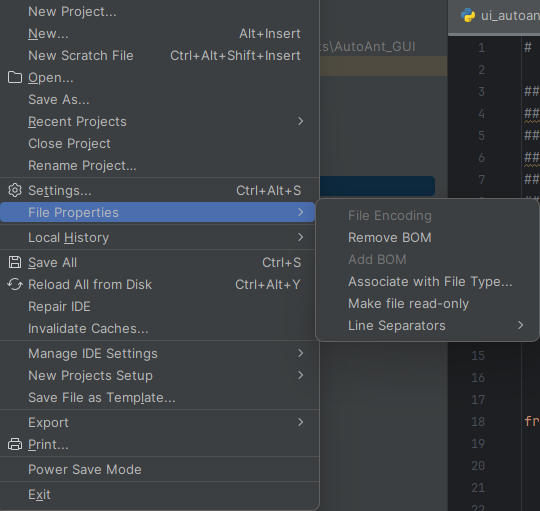 New Project...
New... Alt+Insert
New Scratch File Ctrl+Alt+Shift+Insert
Open...
Save As...
Recent Projects
Close Project
Rename Project...
Settings... Ctrl+Alt+S
File Properties
Local History
Save All Ctrl+S
Reload All from Disk Ctrl+Alt+Y
Repair IDE
Invalidate Caches...
Manage IDE Settings
New Projects Setup
Save File as Template...
Export
Print...
Power Save Mode
Exit
File Encoding
Remove BOM
Add BOM
Associate with File Type...
Make file read-only
Line Separators
\AutoAnt_GUI
ui_autoan
1 #
2
3 ##
4 ##
5 ##
6 ##
7 ##
15
16
17
18 fr
19
20
21
22